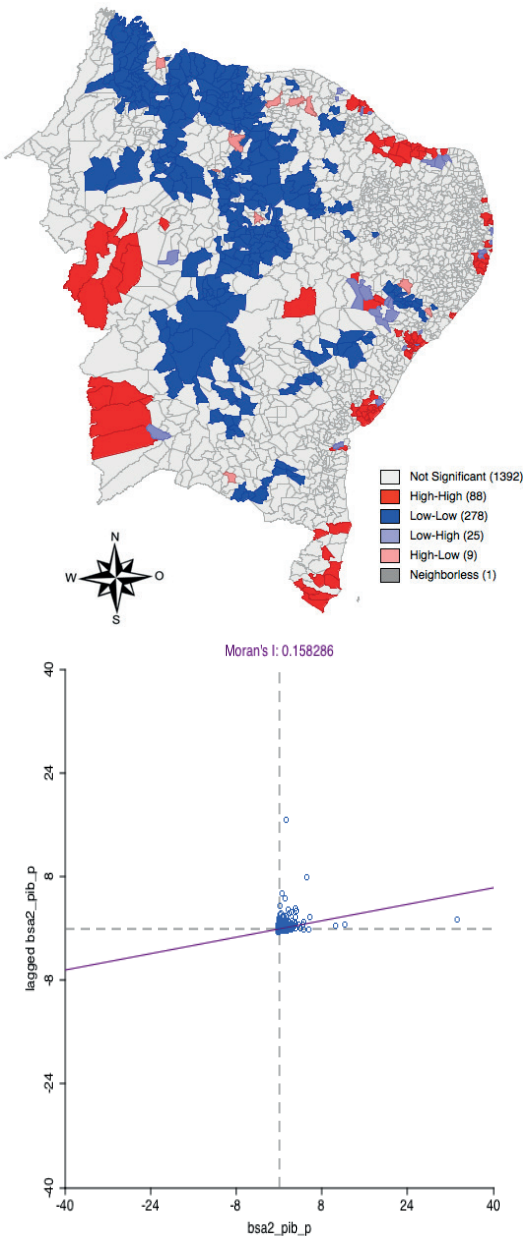 Not Significant (1392)
High-High (88)
Low-Low (278)
Low-High (25)
High-Low (9)
Neighborless (1)
N
W
O
S
Moran's I: 0.158286
40
24
8
-8
-24
-40
lagged bsa2_pib_p
-40
-24
-8
8
24
40
bsa2_pib_p